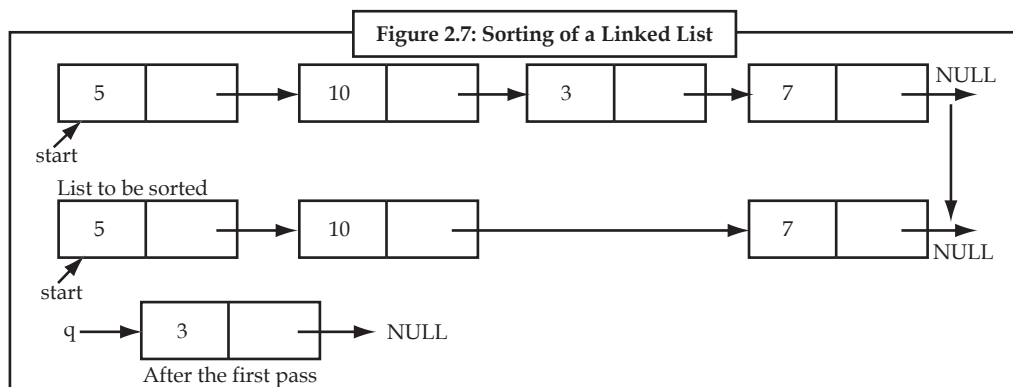 Figure 2.7: Sorting of a Linked List
5 10 3 7 NULL
start
List to be sorted
5 10 7 NULL
start
q 3 NULL
After the first pass